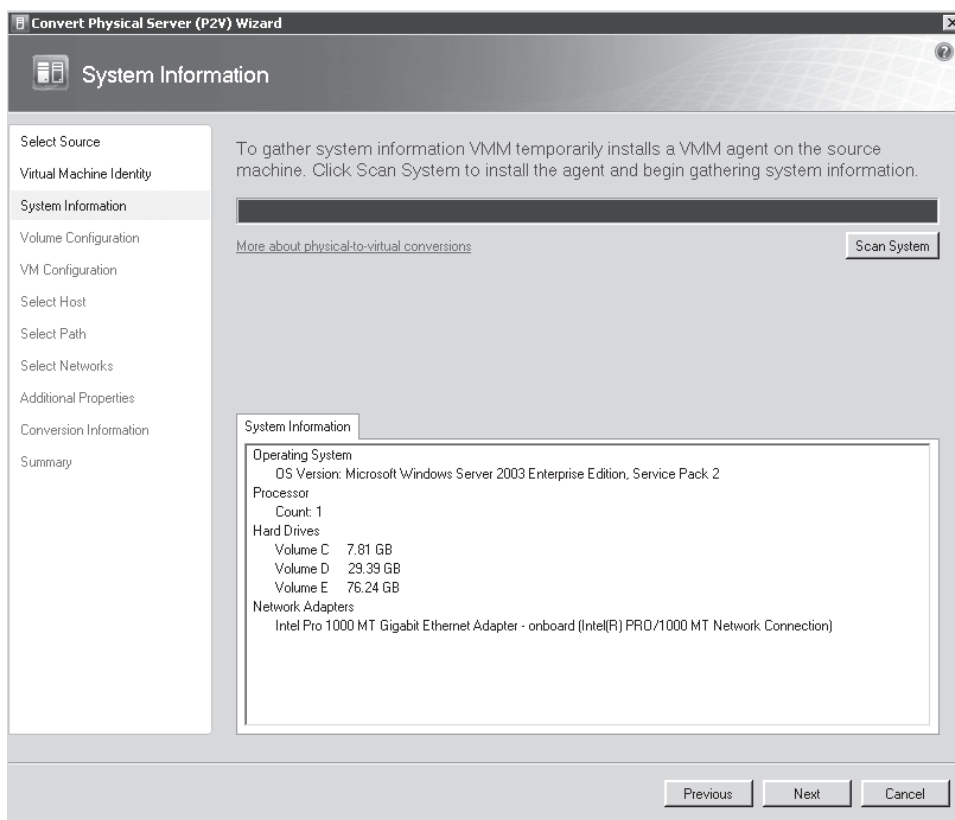 Convert Physical Server (P2V) Wizard
System Information
Select Source
Virtual Machine Identity
System Information
Volume Configuration
VM Configuration
Select Host
Select Path
Select Networks
Additional Properties
Conversion Information
Summary
To gather system information VMM temporarily installs a VMM agent on the source
machine. Click Scan System to install the agent and begin gathering system information.
More about physical-to-virtual conversions
Scan System
System Information
Operating System
OS Version: Microsoft Windows Server 2003 Enterprise Edition, Service Pack 2
Processor
Count: 1
Hard Drives
Volume C 7.81 GB
Volume D 29.39 GB
Volume E 76.24 GB
Network Adapters
Intel Pro 1000 MT Gigabit Ethernet Adapter - onboard (Intel(R) PRO/1000 MT Network Connection)
Previous
Next
Cancel